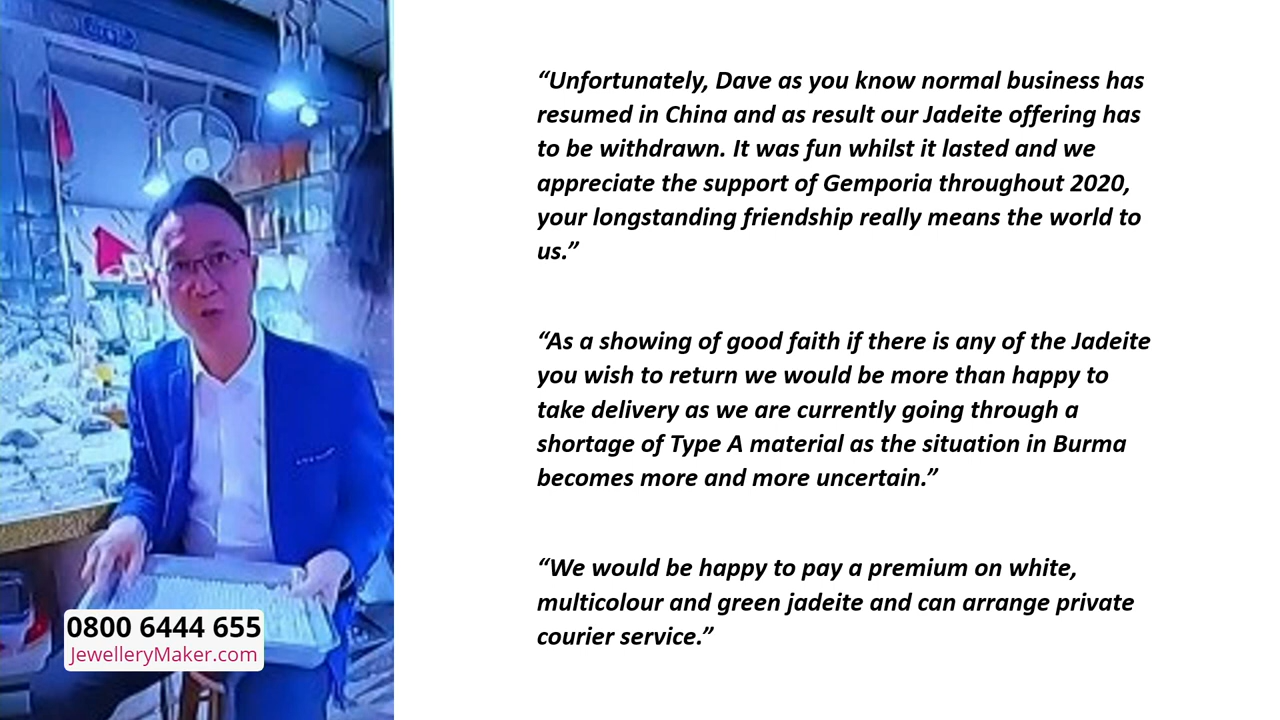 “Unfortunately, Dave as you know normal business has
resumed in China and as result our Jadeite offering has
to be withdrawn. It was fun whilst it lasted and we
appreciate the support of Gemporia throughout 2020,
your longstanding friendship really means the world to
us.”
“As a showing of good faith if there is any of the Jadeite
you wish to return we would be more than happy to
take delivery as we are currently going through a
shortage of Type A material as the situation in Burma
becomes more and more uncertain.”
“We would be happy to pay a premium on white,
multicolour and green jadeite and can arrange private
courier service.”
0800 6444 655
JewelleryMaker.com